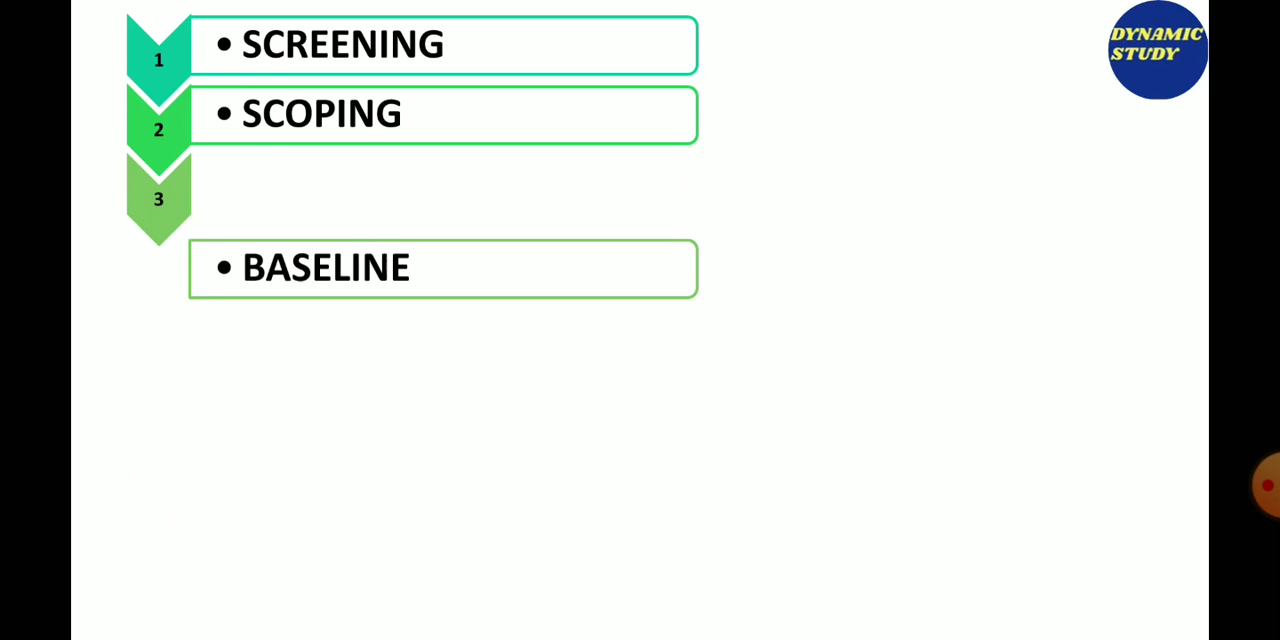 1
• SCREENING
2
• SCOPING
3
• BASELINE
DYNAMIC
STUDY